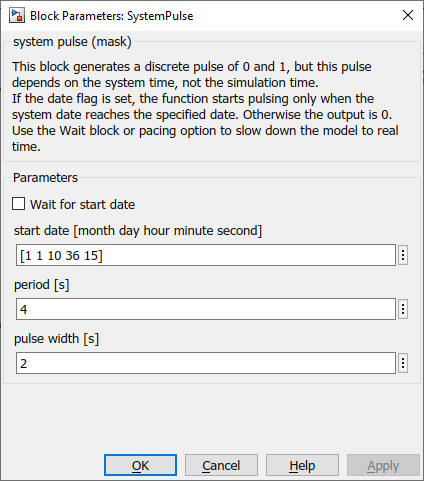 Block Parameters: SystemPulse
system pulse (mask)
This block generates a discrete pulse of 0 and 1, but this pulse
depends on the system time, not the simulation time.
If the date flag is set, the function starts pulsing only when the
system date reaches the specified date. Otherwise the output is 0.
Use the Wait block or pacing option to slow down the model to real
time.
Parameters
Wait for start date
start date [month day hour minute second]
[1 1 10 36 15]
period [s]
4
pulse width [s]
2
OK Cancel Help Apply